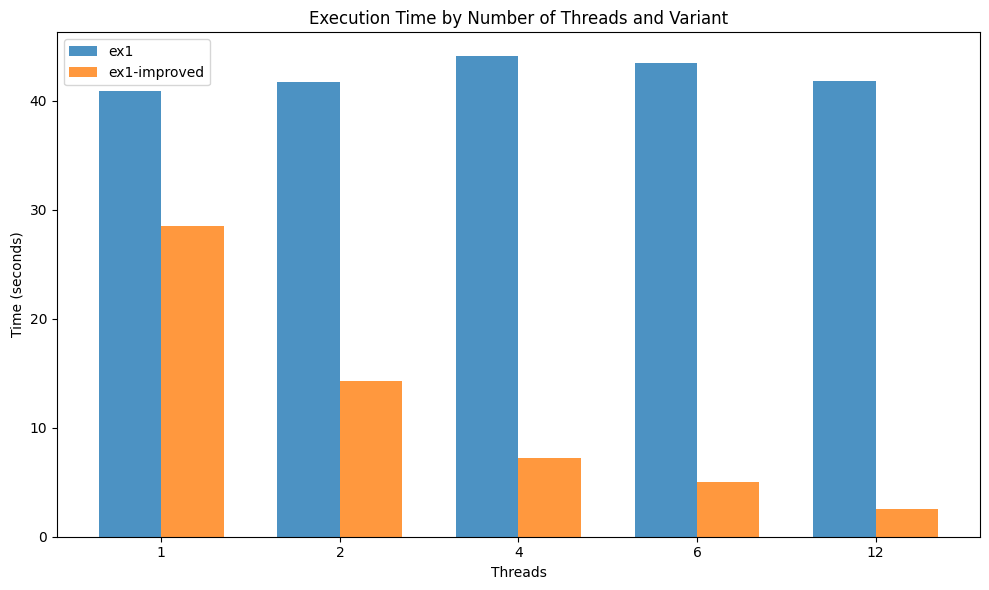 Execution Time by Number of Threads and Variant
ex1
ex1-improved
Time (seconds)
40
30
20
10
0
1 2 4 6 12
Threads